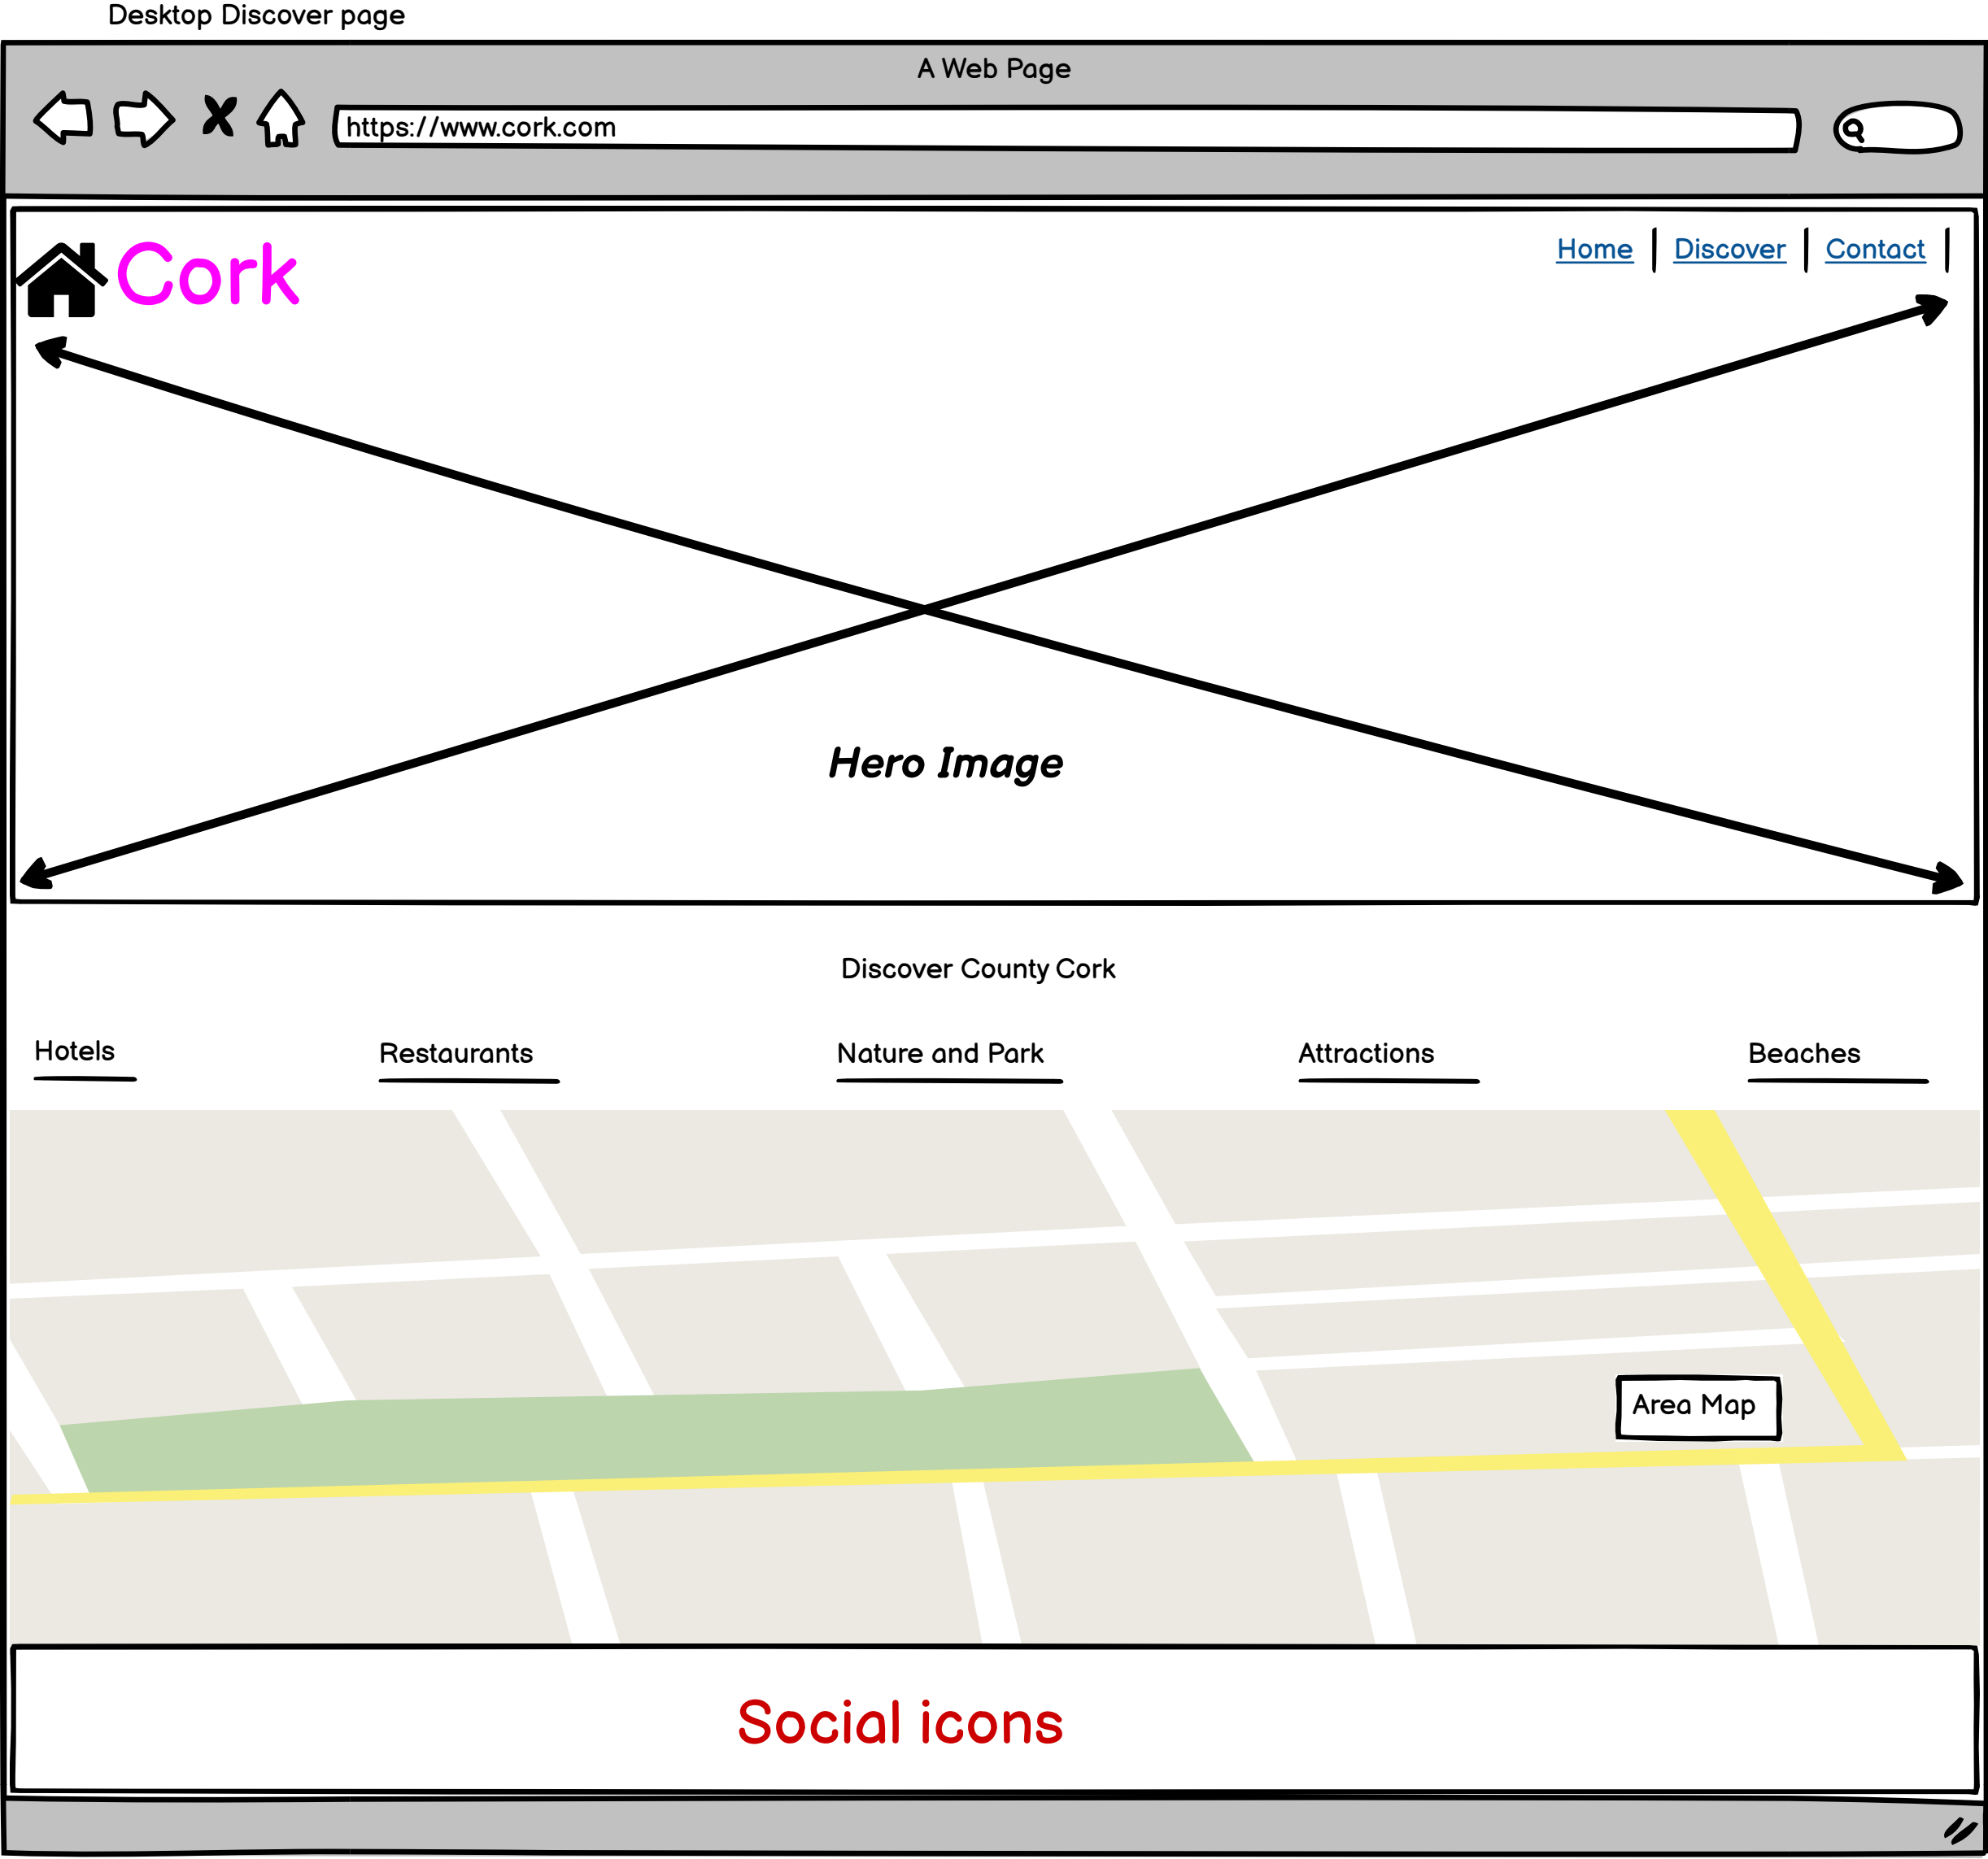 Desktop Discover page
A Web Page
https://www.cork.com
Cork
Home Discover Contact
Hero Image
Discover County Cork
Hotels Restaurants Nature and Park Attractions Beaches
Area Map
Social icons